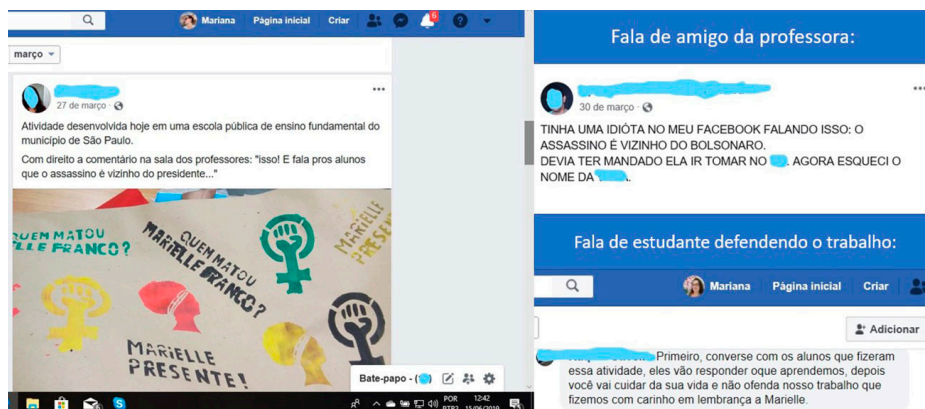 Mariana Página inicial Criar
6
março
27 de março
Atividade desenvolvida hoje em uma escola pública de ensino fundamental do
município de São Paulo.
Com direito a comentário na sala dos professores: "isso! E fala pros alunos
que o assassino é vizinho do presidente..."
QUEM MATOU
MARIELLE FRANCO?
MARIELLE
PRESENTE!
Bate-papo - ( )
POR
12:42
15/06/2019
Fala de amigo da professora:
30 de março
TINHA UMA IDIÓTA NO MEU FACEBOOK FALANDO ISSO: O
ASSASSINO É VIZINHO DO BOLSONARO.
DEVIA TER MANDADO ELA IR TOMAR NO . AGORA ESQUECI O
NOME DA .
Fala de estudante defendendo o trabalho:
Mariana Página inicial Criar
Adicionar
Primeiro, converse com os alunos que fizeram
essa atividade, eles vão responder oque aprendemos, depois
você vai cuidar da sua vida e não ofenda nosso trabalho que
fizemos com carinho em lembrança a Marielle.